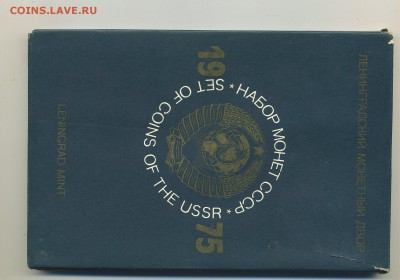 COINS.LAVE.RU
ЛЕНИНГРАДСКИЙ МОНЕТНЫЙ ДВОР
19 75
* НАБОР МОНЕТ СССР * SET OF COINS OF THE USSR
LENINGRAD MINT